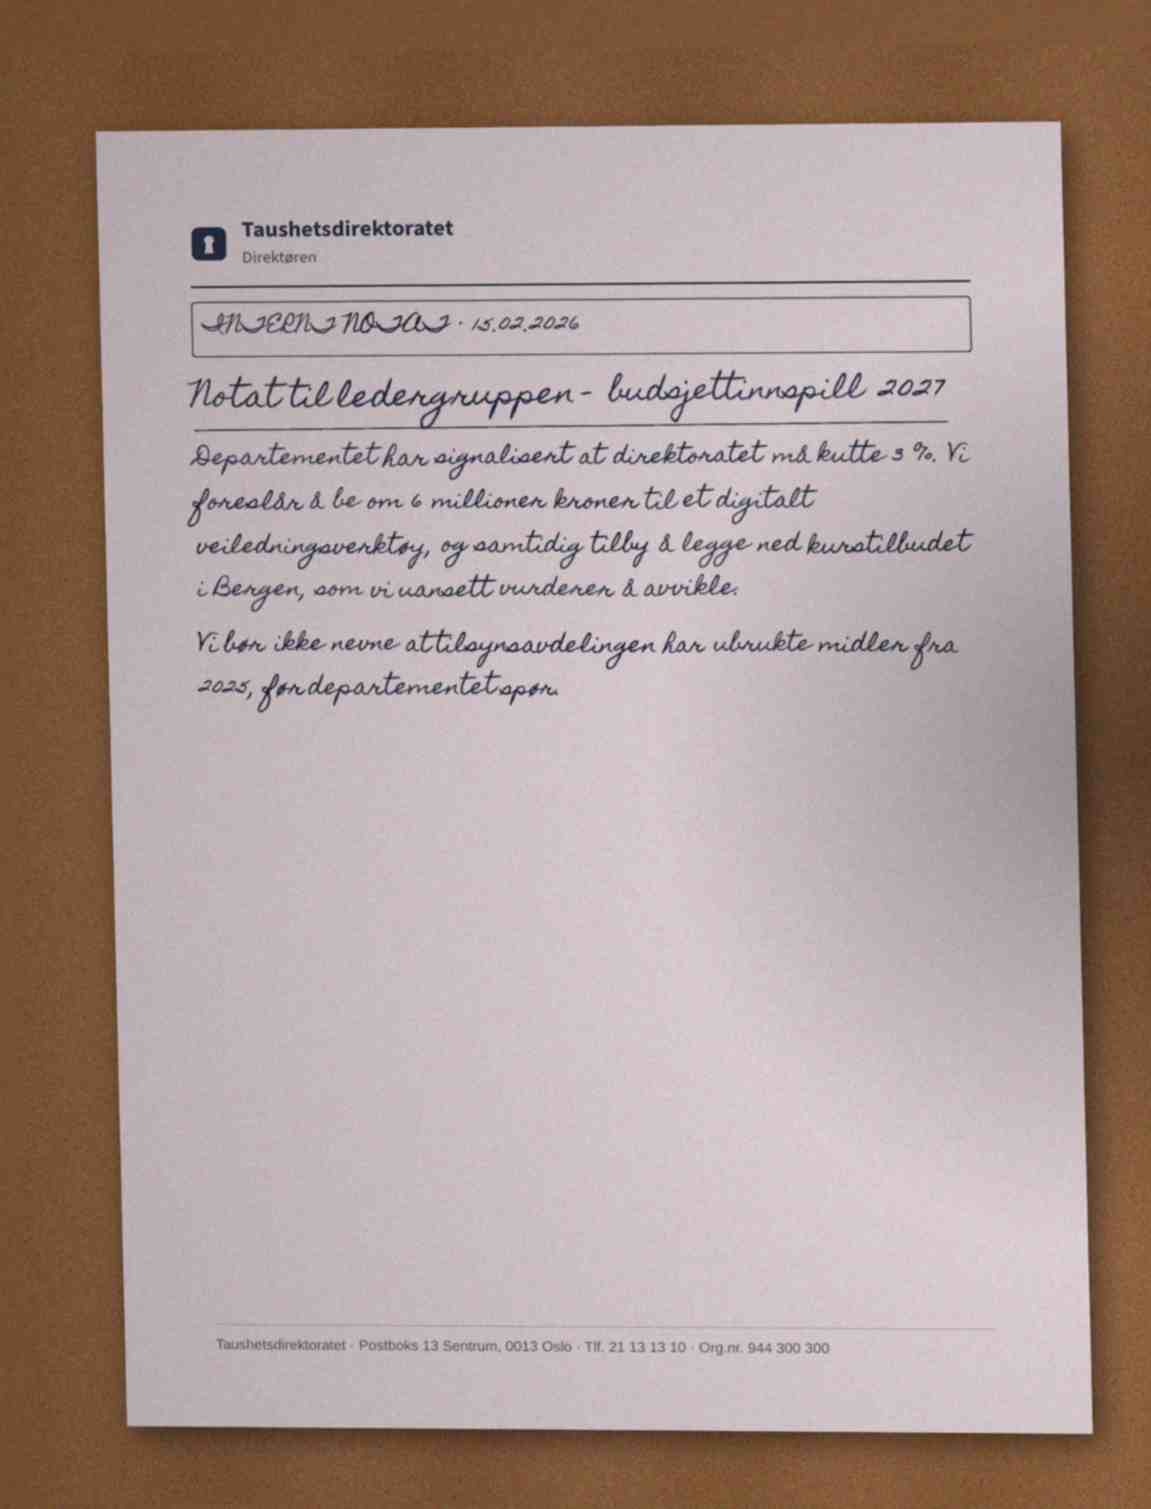 Taushetsdirektoratet
Direktøren
INTERNT NOTAT · 15.02.2026
Notat til ledergruppen - budsjettinnspill 2027
Departementet har signalisert at direktoratet må kutte 3 %. Vi
foreslår å be om 6 millioner kroner til et digitalt
veiledningsverktøy, og samtidig tilby å legge ned kurstilbudet
i Bergen, som vi uansett vurderer å avvikle.
Vi bør ikke nevne at tilsynsavdelingen har ubrukte midler fra
2025, før departementet spør.
Taushetsdirektoratet · Postboks 13 Sentrum, 0013 Oslo · Tlf. 21 13 13 10 · Org.nr. 944 300 300